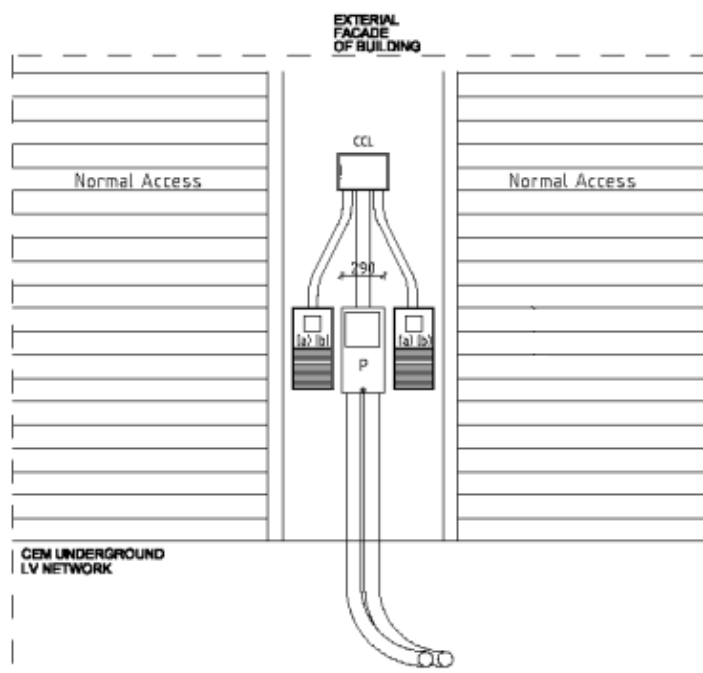 EXTERIAL
FACADE
OF BUILDING
CCL
Normal Access
Normal Access
290
(a) (b)
(a) (b)
P
CEM UNDERGROUND
LV NETWORK